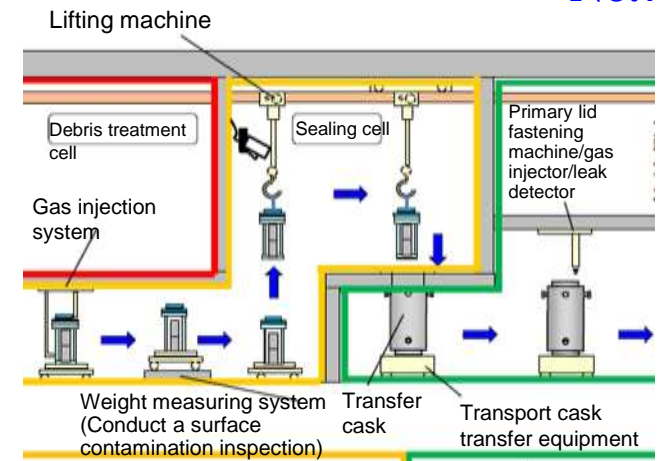 Lifting machine
Debris treatment
cell
Sealing cell
Primary lid
fastening
machine/gas
injector/leak
detector
Gas injection
system
Weight measuring system
(Conduct a surface
contamination inspection)
Transfer
cask
Transport cask
transfer equipment